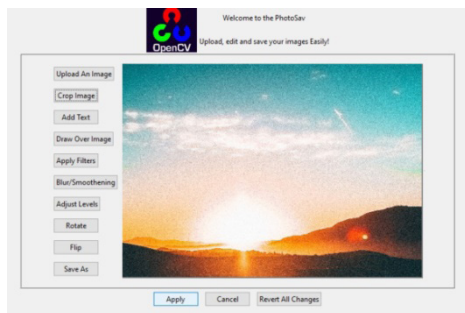 Welcome to the PhotoSav
OpenCV
Upload, edit and save your images Easily!
Upload An Image
Crop Image
Add Text
Draw Over Image
Apply Filters
Blur/Smoothening
Adjust Levels
Rotate
Flip
Save As
Apply
Cancel
Revert All Changes